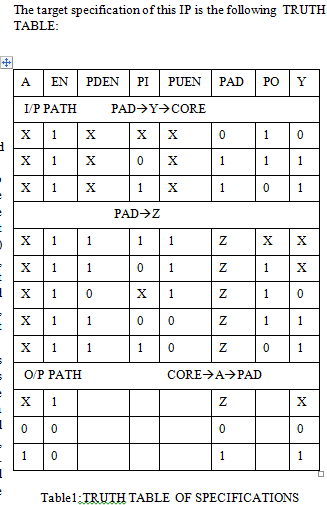 The target specification of this IP is the following TRUTH
TABLE:
A EN PDEN PI PUEN PAD PO Y
I/P PATH PAD→Y→CORE
X 1 X X X 0 1 0
X 1 X 0 X 1 1 1
X 1 X 1 X 1 0 1
PAD→Z
X 1 1 1 1 Z X X
X 1 1 0 1 Z 1 X
X 1 0 X 1 Z 1 0
X 1 1 0 0 Z 1 1
X 1 1 1 0 Z 0 1
O/P PATH CORE→A→PAD
X 1 Z X
0 0 0 0
1 0 1 1
Table1:TRUTH TABLE OF SPECIFICATIONS